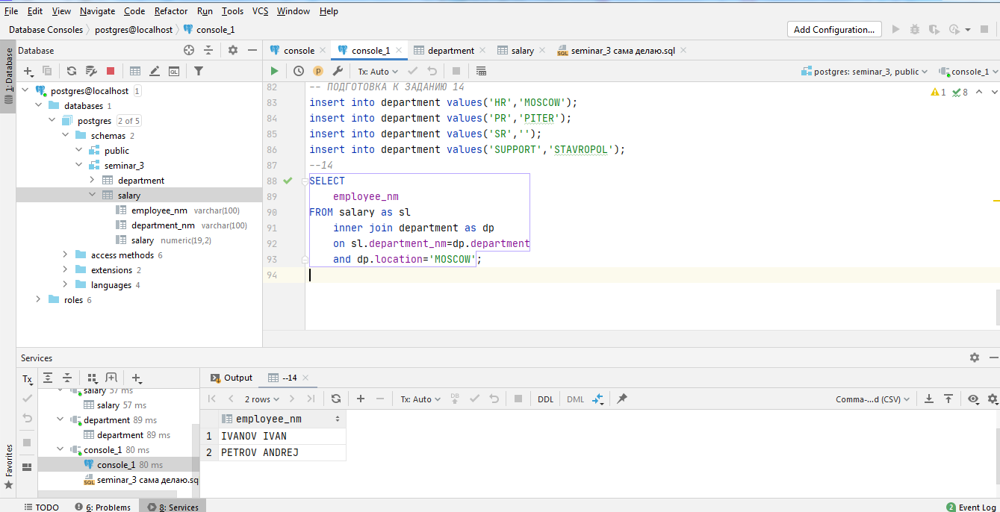 File Edit View Navigate Code Refactor Run Tools VCS Window Help
Database Consoles postgres@localhost console_1 Add Configuration...
1: Database
Database
console console_1 department salary seminar_3 сама делаю.sql
Tx: Auto postgres: seminar_3, public console_1
postgres@localhost 1
databases 1
postgres 2 of 5
schemas 2
public
seminar_3
department
salary
employee_nm varchar(100)
department_nm varchar(100)
salary numeric(19,2)
access methods 6
extensions 2
languages 4
roles 6
1 8
82 -- ПОДГОТОВКА К ЗАДАНИЮ 14
83 insert into department values('HR','MOSCOW');
84 insert into department values('PR','PITER');
85 insert into department values('SR','');
86 insert into department values('SUPPORT','STAVROPOL');
87 --14
88 SELECT
89 employee_nm
90 FROM salary as sl
91 inner join department as dp
92 on sl.department_nm=dp.department
93 and dp.location='MOSCOW';
94
Services
Tx
salary 57 ms
salary 57 ms
department 89 ms
department 89 ms
console_1 80 ms
console_1 80 ms
seminar_3 сама делаю.sq
Output --14
2 rows Tx: Auto DB DDL DML Comma-...d (CSV)
employee_nm
1 IVANOV IVAN
2 PETROV ANDREJ
Favorites
TODO 6: Problems 8: Services 2 Event Log